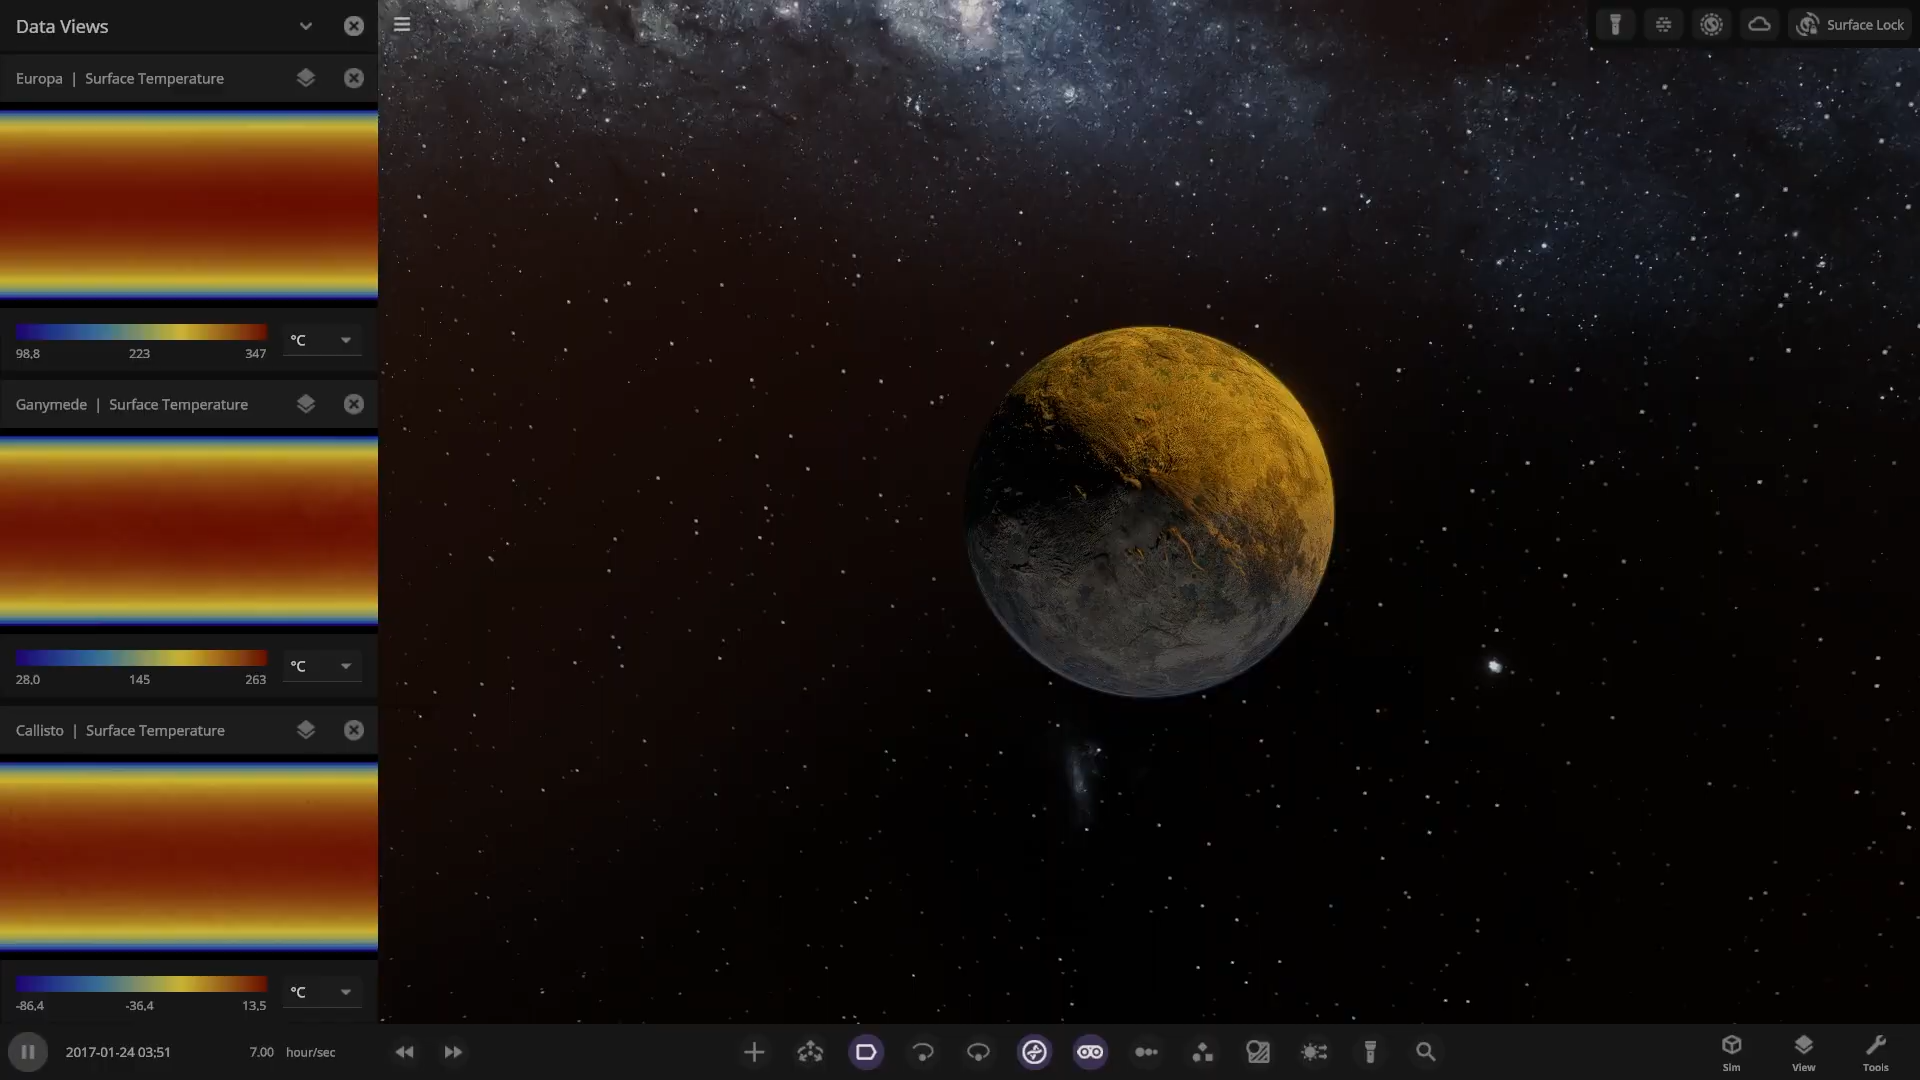 Data Views
Surface Lock
Europa | Surface Temperature
°C
98,8 223 347
Ganymede | Surface Temperature
°C
28,0 145 263
Callisto | Surface Temperature
°C
-86,4 -36,4 13,5
2017-01-24 03:51 7.00 hour/sec
Sim View Tools